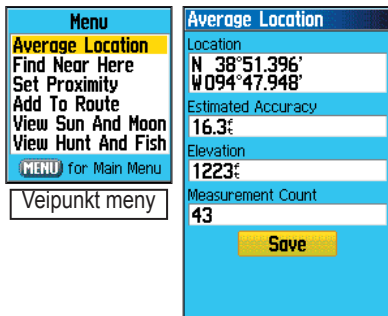 Menu
Average Location
Find Near Here
Set Proximity
Add To Route
View Sun And Moon
View Hunt And Fish
MENU for Main Menu
Veipunkt meny
Average Location
Location
N 38°51.396'
W094°47.948'
Estimated Accuracy
16.3ft
Elevation
1223ft
Measurement Count
43
Save